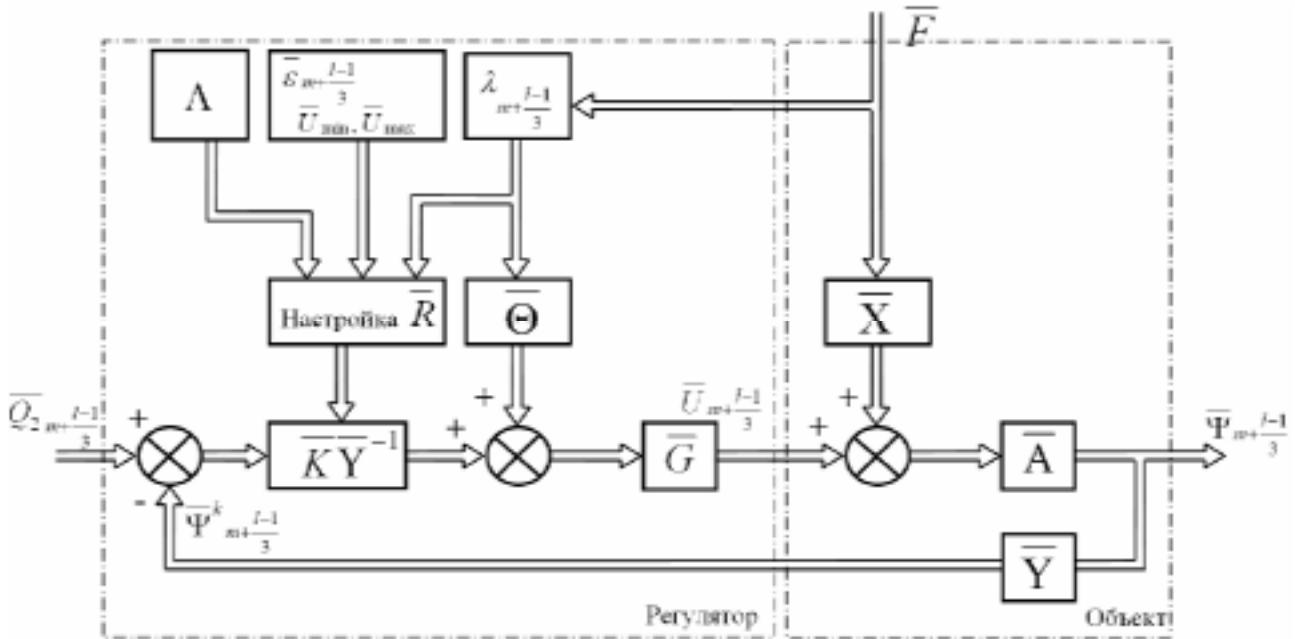 F̅
Λ
ε̅ m+(l-1)/3
U̅ min, U̅ max
λ m+(l-1)/3
Настройка R̅
Θ̅
X̅
Q̅₂ m+(l-1)/3
+
-
K̅Y̅⁻¹
+
+
G̅
U̅ m+(l-1)/3
+
+
A̅
Ψ̅ m+(l-1)/3
Ψ̅ᵏ m+(l-1)/3
Y̅
Регулятор
Объект